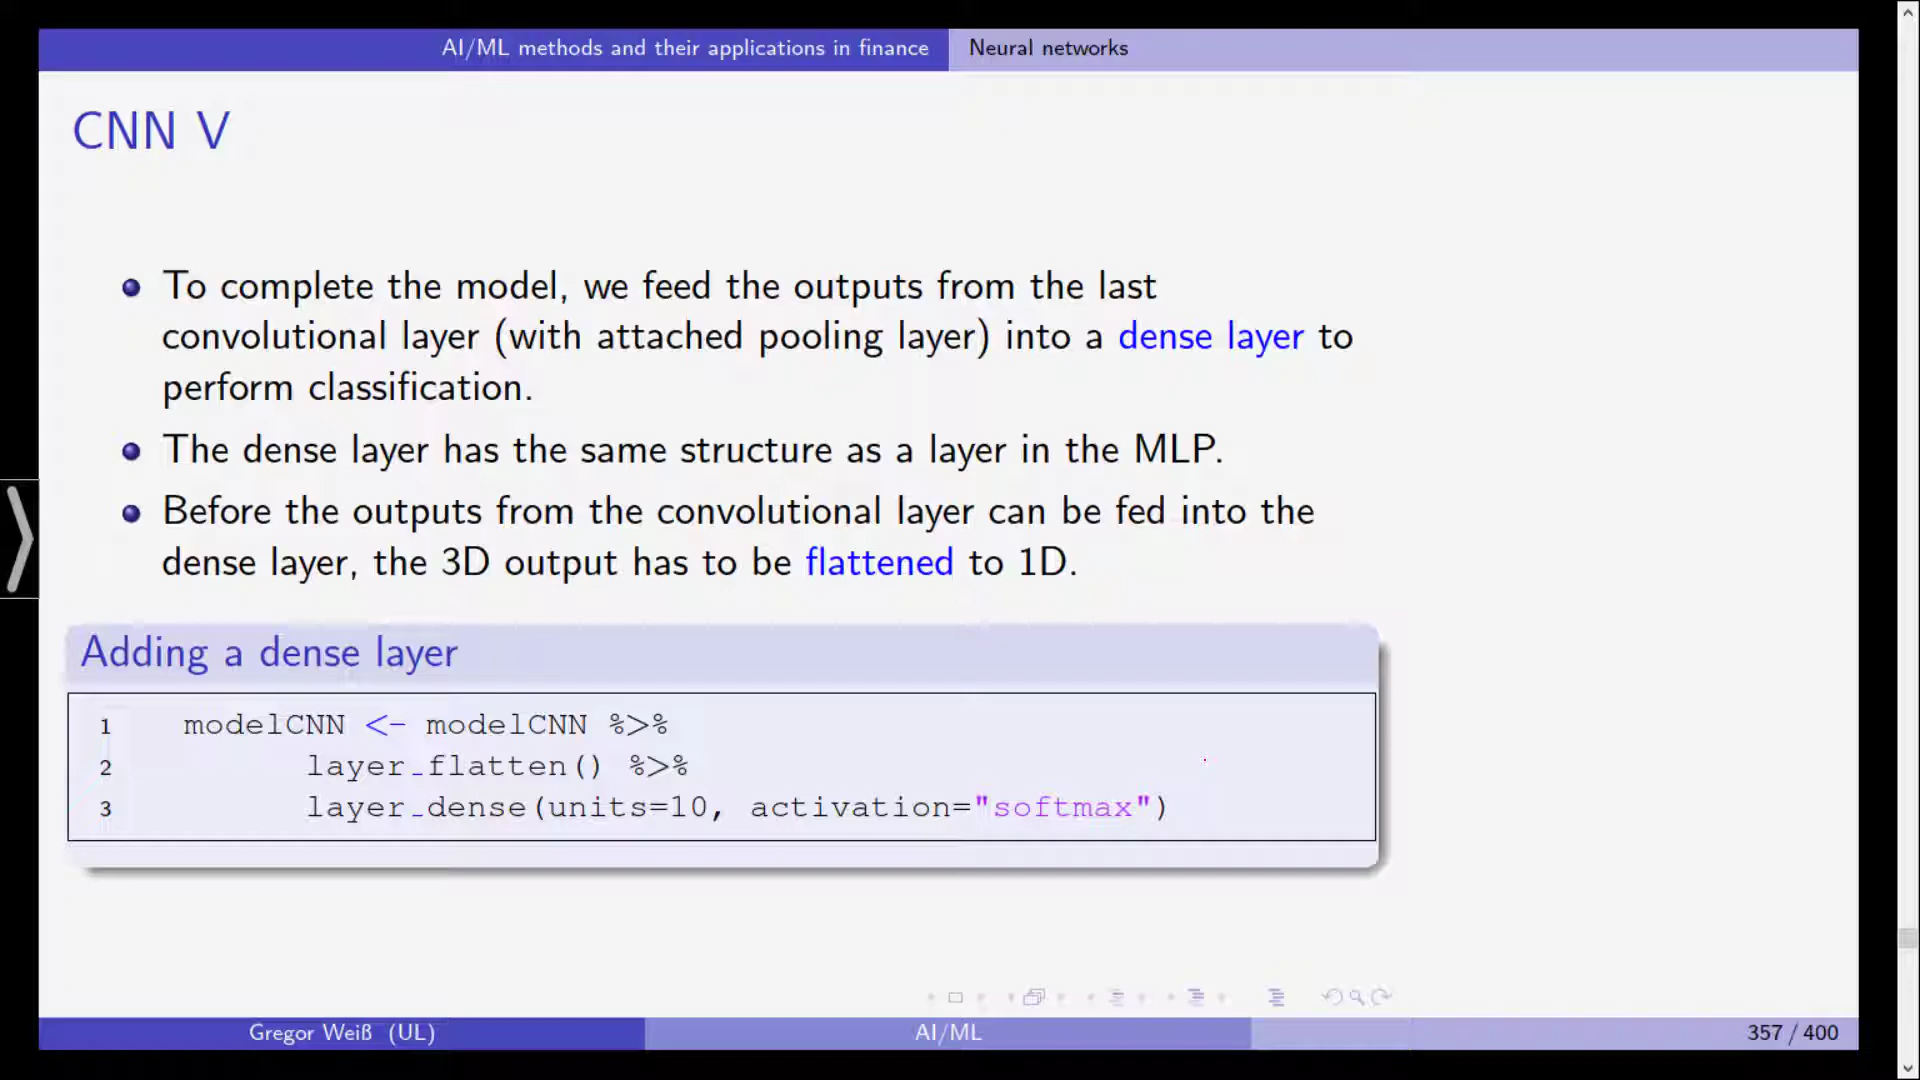 AI/ML methods and their applications in finance Neural networks
CNN V
To complete the model, we feed the outputs from the last
convolutional layer (with attached pooling layer) into a dense layer to
perform classification.
The dense layer has the same structure as a layer in the MLP.
Before the outputs from the convolutional layer can be fed into the
dense layer, the 3D output has to be flattened to 1D.
Adding a dense layer
1 modelCNN <- modelCNN %>%
2 layer_flatten() %>%
3 layer_dense(units=10, activation="softmax")
Gregor Weiß (UL) AI/ML 357 / 400